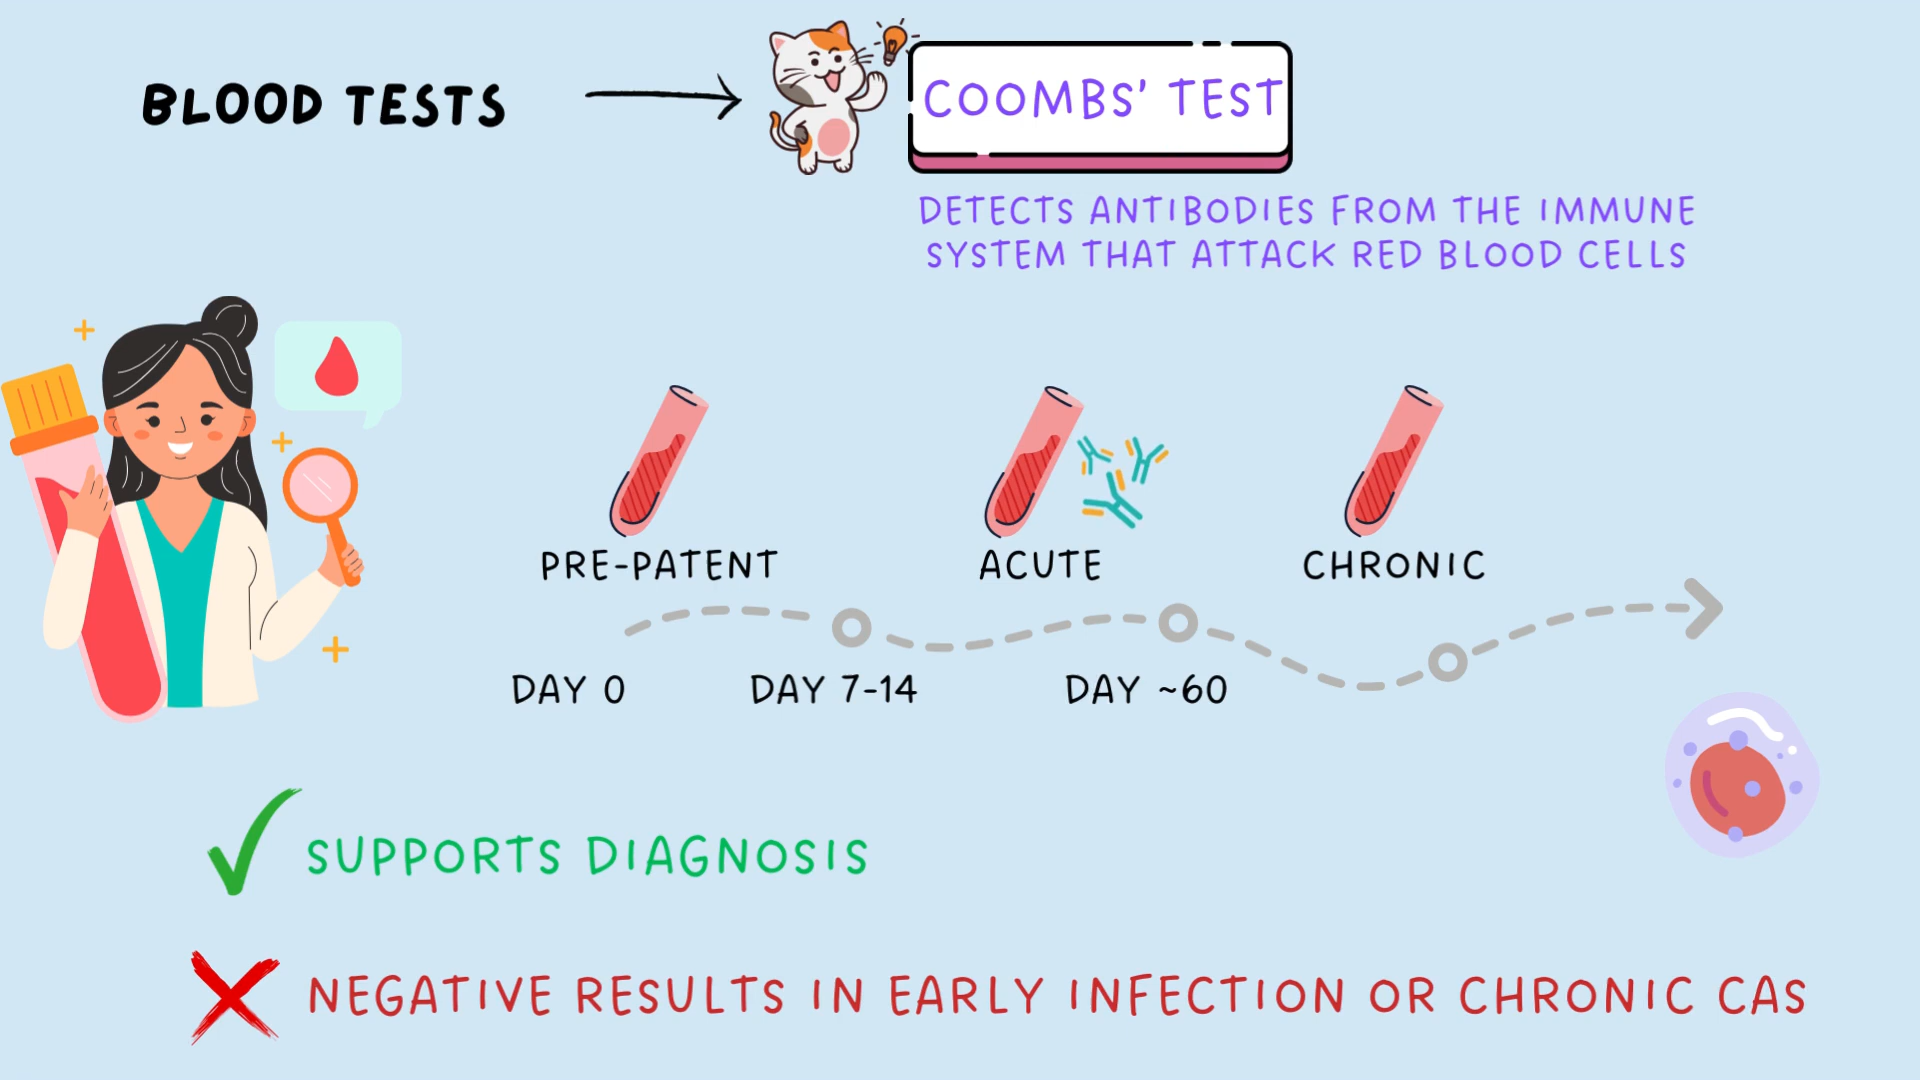 BLOOD TESTS
COOMBS' TEST
DETECTS ANTIBODIES FROM THE IMMUNE
SYSTEM THAT ATTACK RED BLOOD CELLS
PRE-PATENT
ACUTE
CHRONIC
DAY 0
DAY 7-14
DAY ~60
SUPPORTS DIAGNOSIS
NEGATIVE RESULTS IN EARLY INFECTION OR CHRONIC CAS